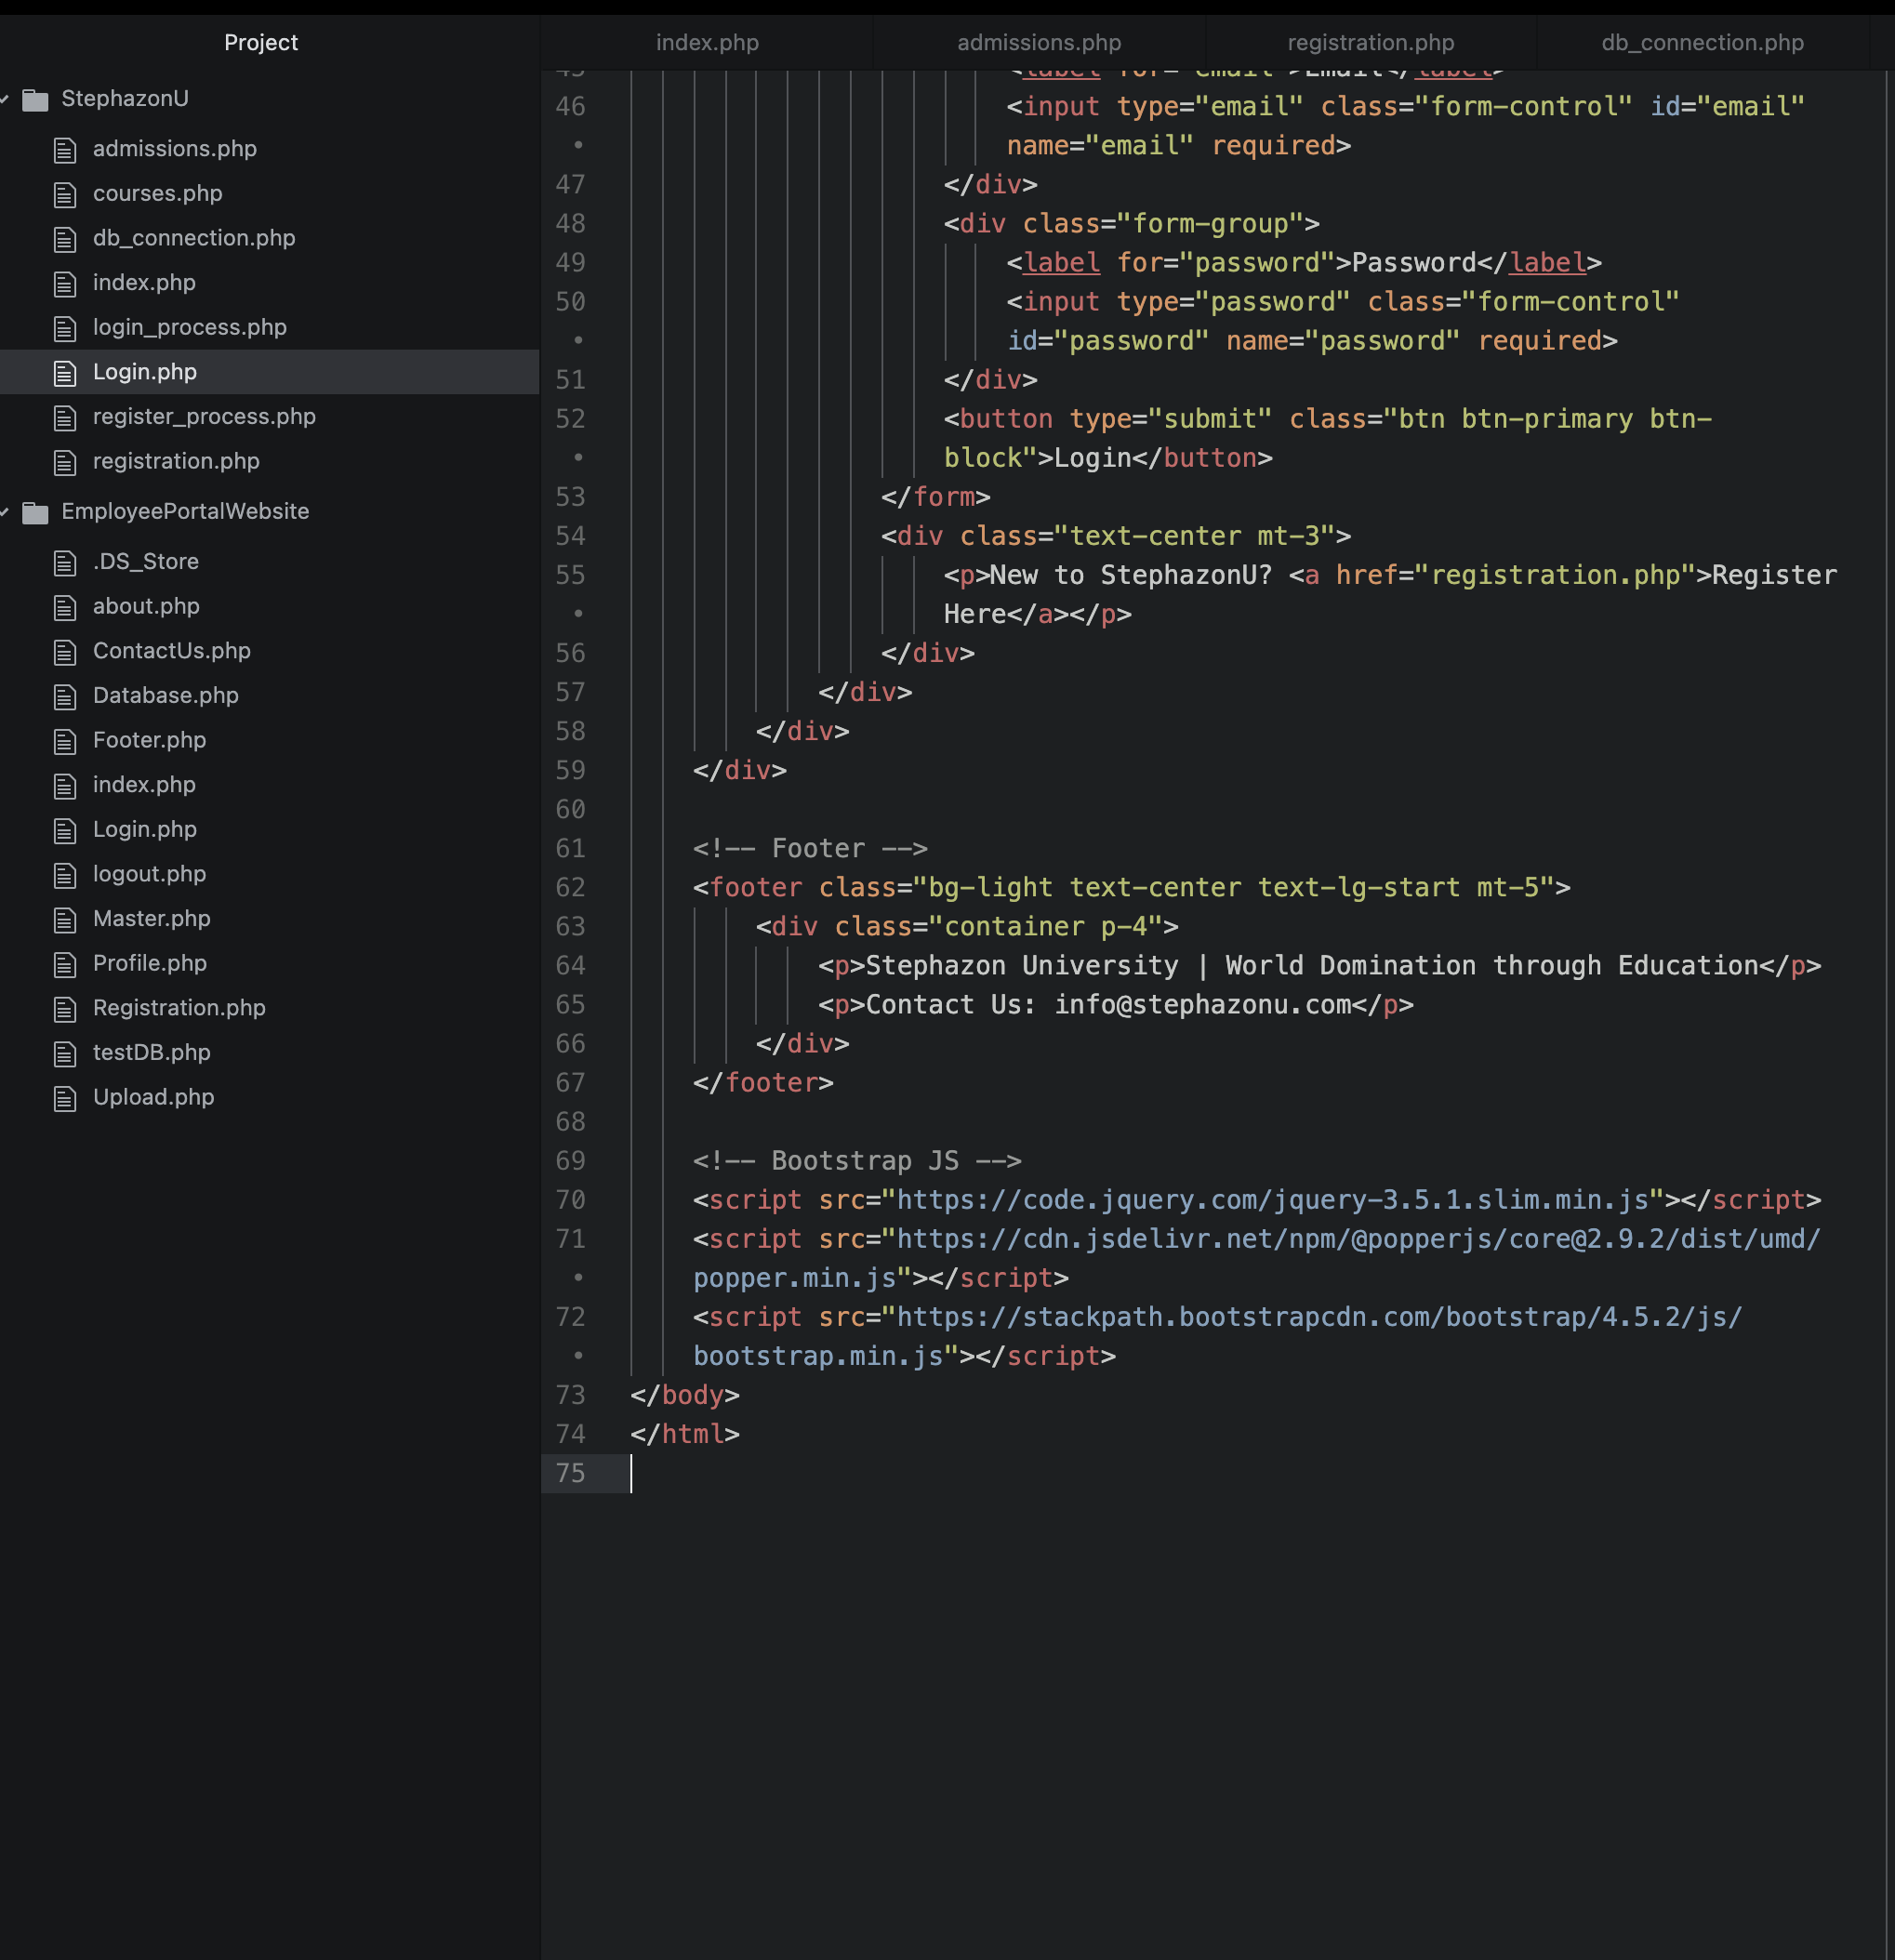 Project
StephazonU
admissions.php
courses.php
db_connection.php
index.php
login_process.php
Login.php
register_process.php
registration.php
EmployeePortalWebsite
.DS_Store
about.php
ContactUs.php
Database.php
Footer.php
index.php
Login.php
logout.php
Master.php
Profile.php
Registration.php
testDB.php
Upload.php
index.php admissions.php registration.php db_connection.php
45 <label for="email">Email</label>
46 <input type="email" class="form-control" id="email"
• name="email" required>
47 </div>
48 <div class="form-group">
49 <label for="password">Password</label>
50 <input type="password" class="form-control"
• id="password" name="password" required>
51 </div>
52 <button type="submit" class="btn btn-primary btn-
• block">Login</button>
53 </form>
54 <div class="text-center mt-3">
55 <p>New to StephazonU? <a href="registration.php">Register
• Here</a></p>
56 </div>
57 </div>
58 </div>
59 </div>
60
61 <!-- Footer -->
62 <footer class="bg-light text-center text-lg-start mt-5">
63 <div class="container p-4">
64 <p>Stephazon University | World Domination through Education</p>
65 <p>Contact Us: info@stephazonu.com</p>
66 </div>
67 </footer>
68
69 <!-- Bootstrap JS -->
70 <script src="https://code.jquery.com/jquery-3.5.1.slim.min.js"></script>
71 <script src="https://cdn.jsdelivr.net/npm/@popperjs/core@2.9.2/dist/umd/
• popper.min.js"></script>
72 <script src="https://stackpath.bootstrapcdn.com/bootstrap/4.5.2/js/
• bootstrap.min.js"></script>
73 </body>
74 </html>
75